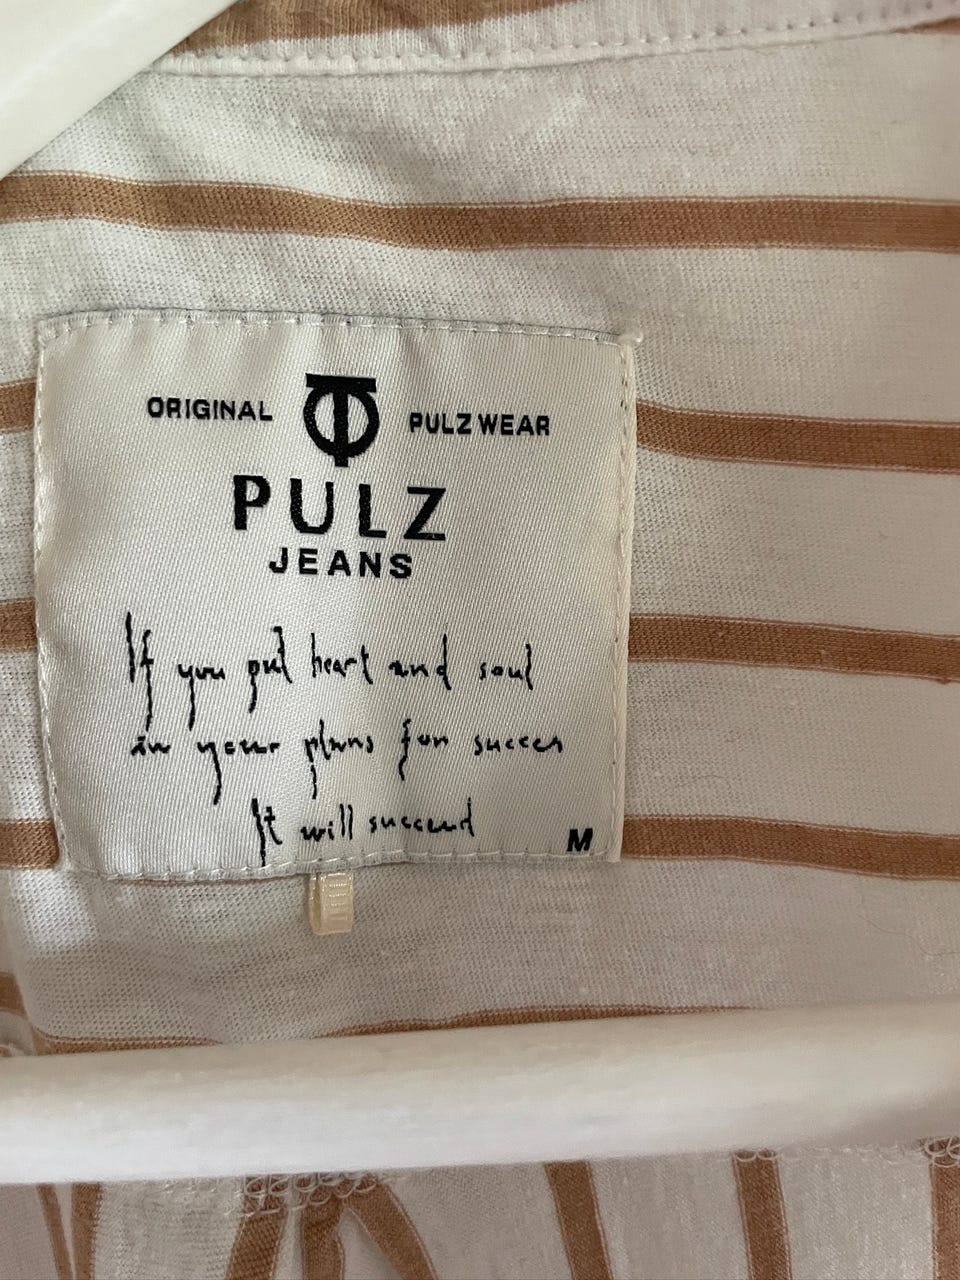 ORIGINAL PULZ WEAR
PULZ
JEANS
If you put heart and soul
in your plans for succes
It will succeed
M